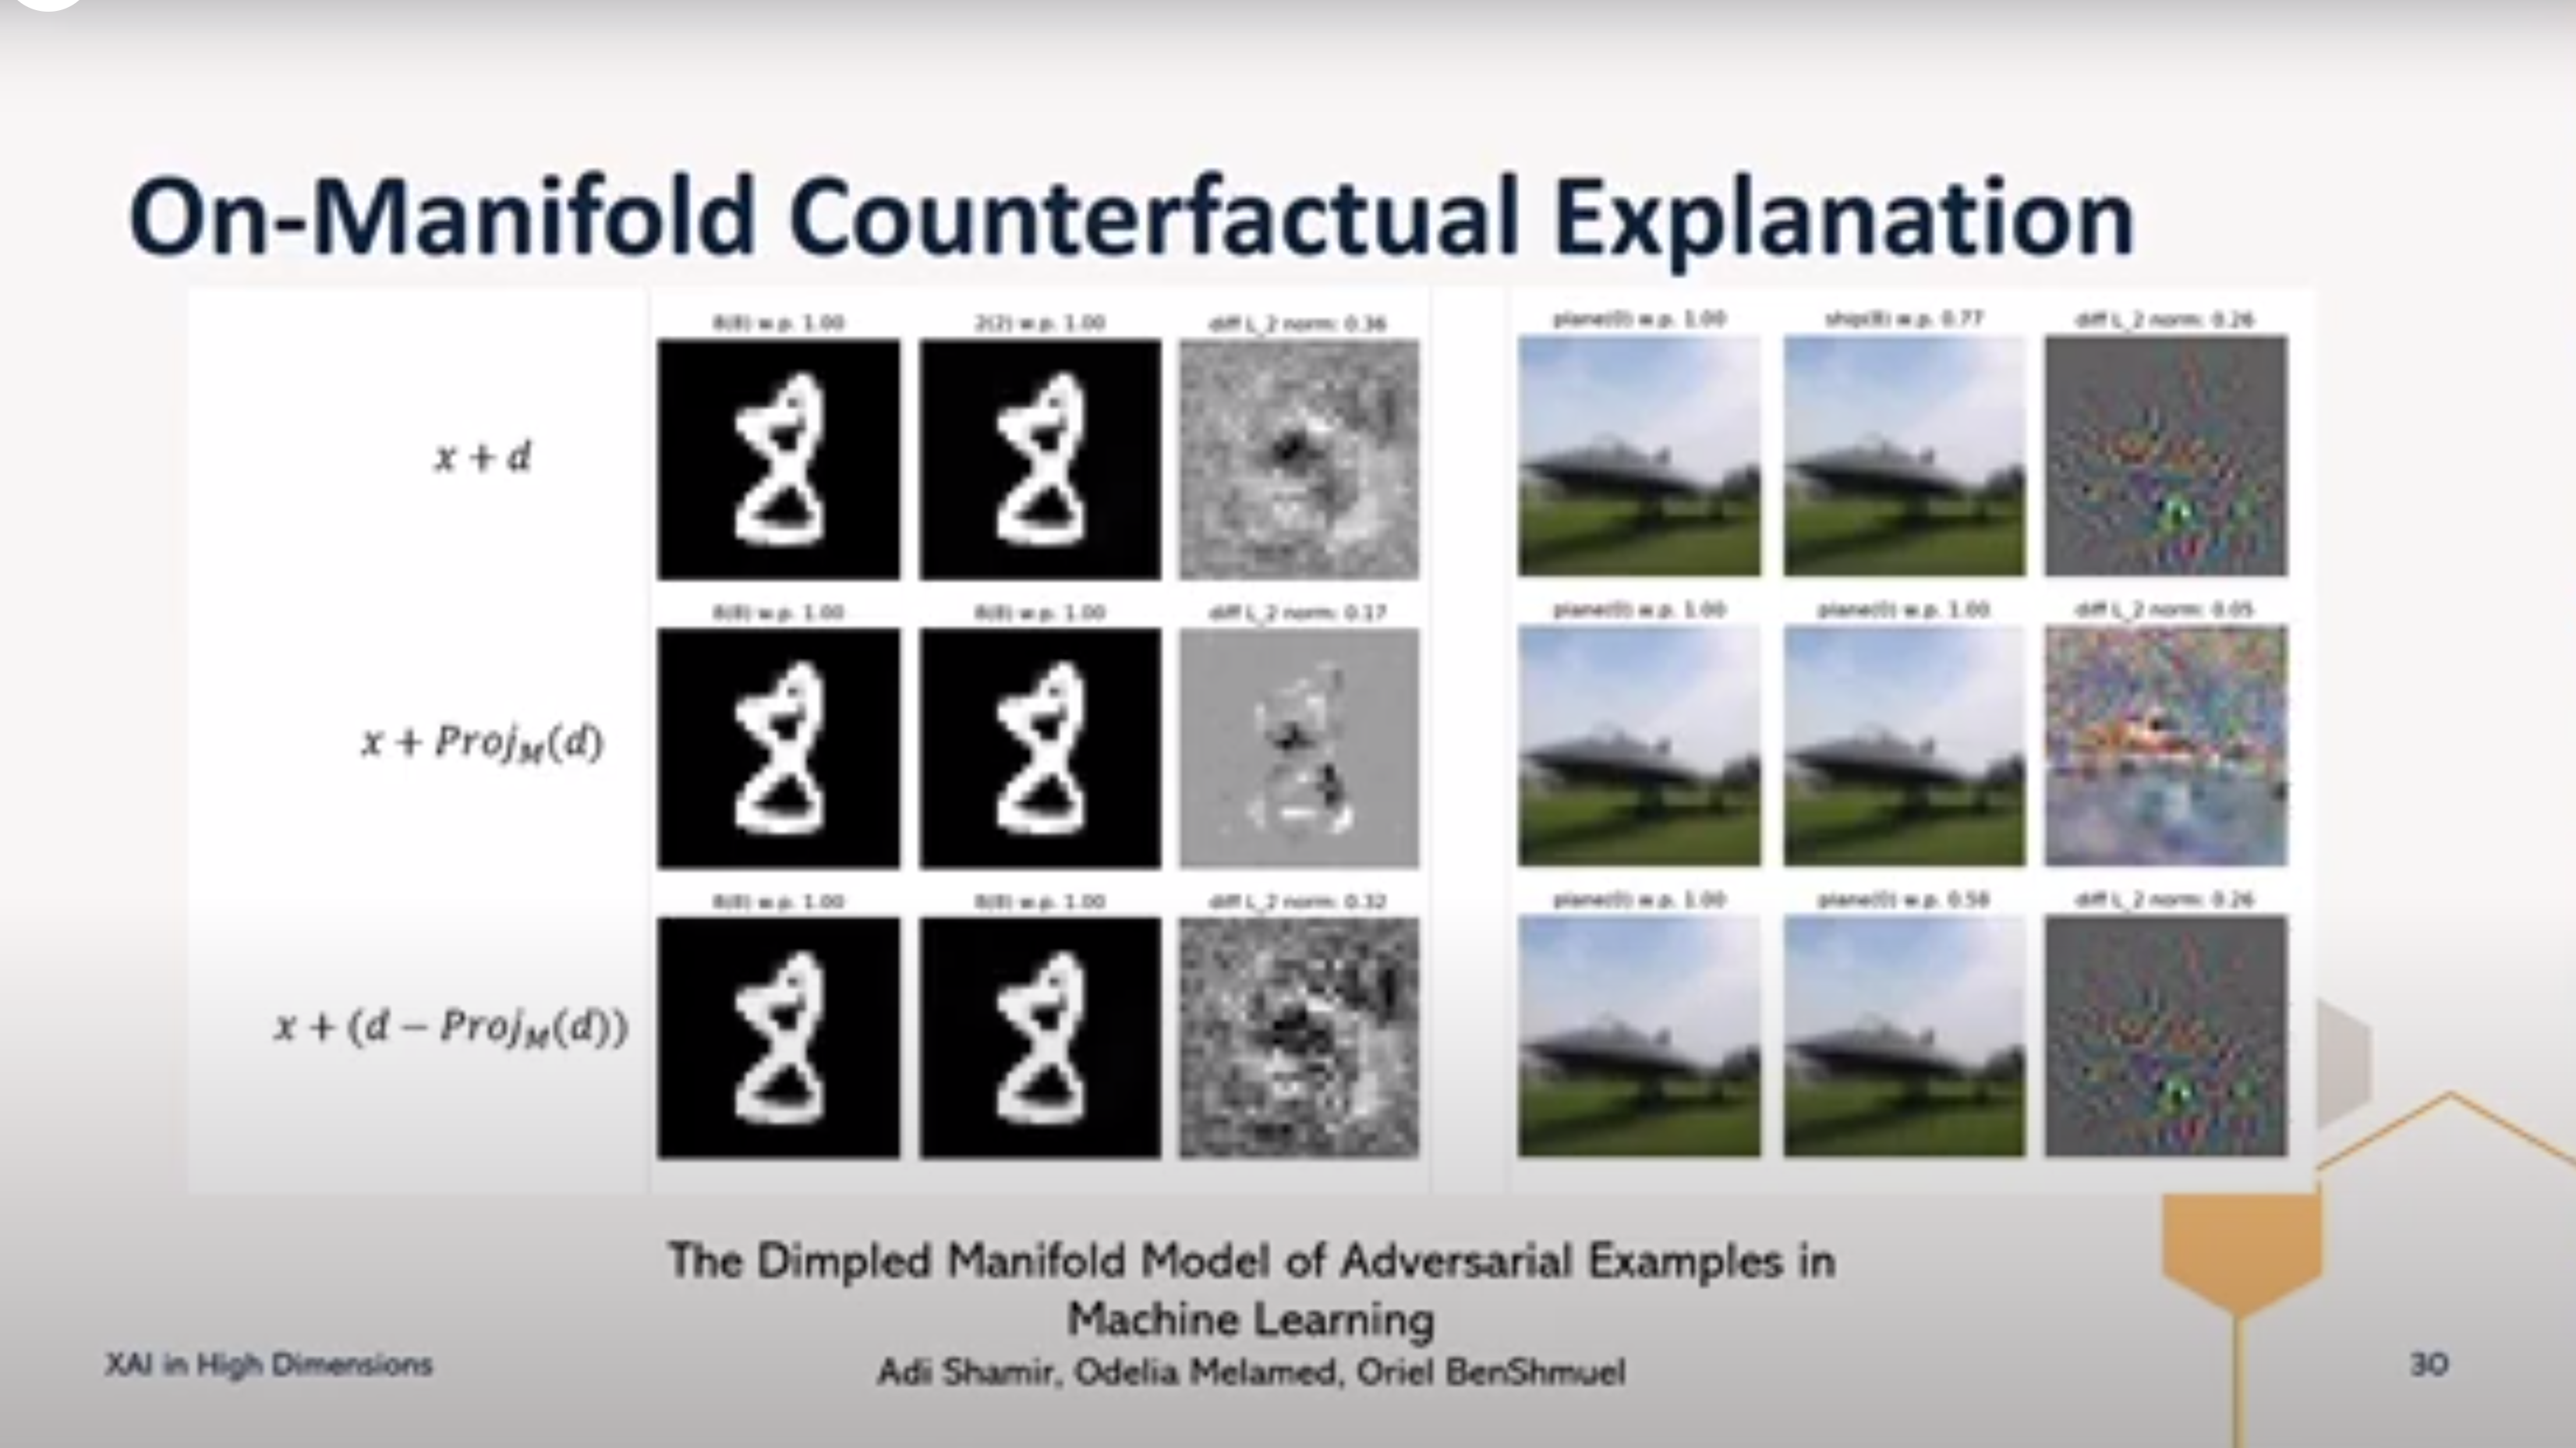 On-Manifold Counterfactual Explanation
8(8) w.p. 1.00 2(2) w.p. 1.00 diff L_2 norm: 0.36 plane(0) w.p. 1.00 ship(8) w.p. 0.77 diff L_2 norm: 0.26
x + d
8(8) w.p. 1.00 8(8) w.p. 1.00 diff L_2 norm: 0.17 plane(0) w.p. 1.00 plane(0) w.p. 1.00 diff L_2 norm: 0.05
x + Proj_M(d)
8(8) w.p. 1.00 8(8) w.p. 1.00 diff L_2 norm: 0.32 plane(0) w.p. 1.00 plane(0) w.p. 0.58 diff L_2 norm: 0.26
x + (d − Proj_M(d))
The Dimpled Manifold Model of Adversarial Examples in
Machine Learning
Adi Shamir, Odelia Melamed, Oriel BenShmuel
XAI in High Dimensions
30